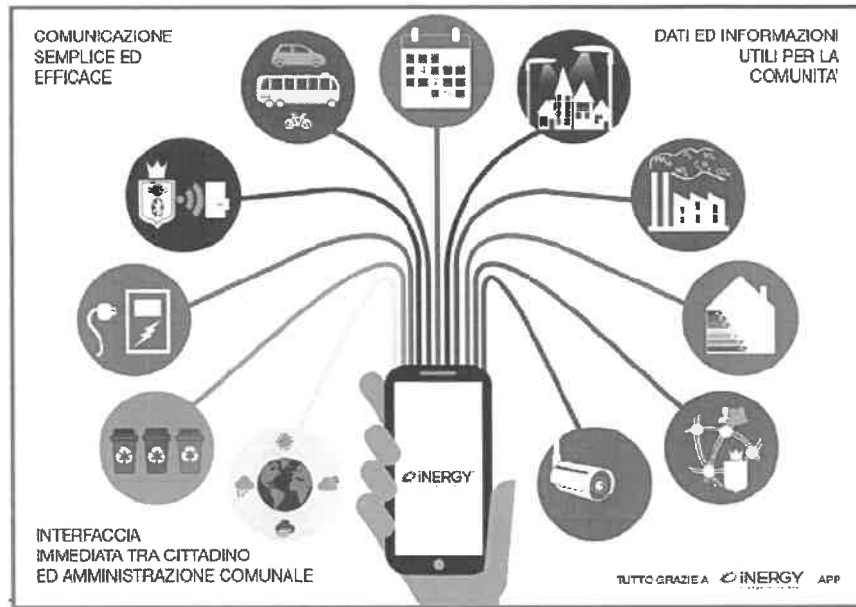 COMUNICAZIONE
SEMPLICE ED
EFFICACE
DATI ED INFORMAZIONI
UTILI PER LA
COMUNITA'
iNERGY
INTERFACCIA
IMMEDIATA TRA CITTADINO
ED AMMINISTRAZIONE COMUNALE
TUTTO GRAZIE A iNERGY APP